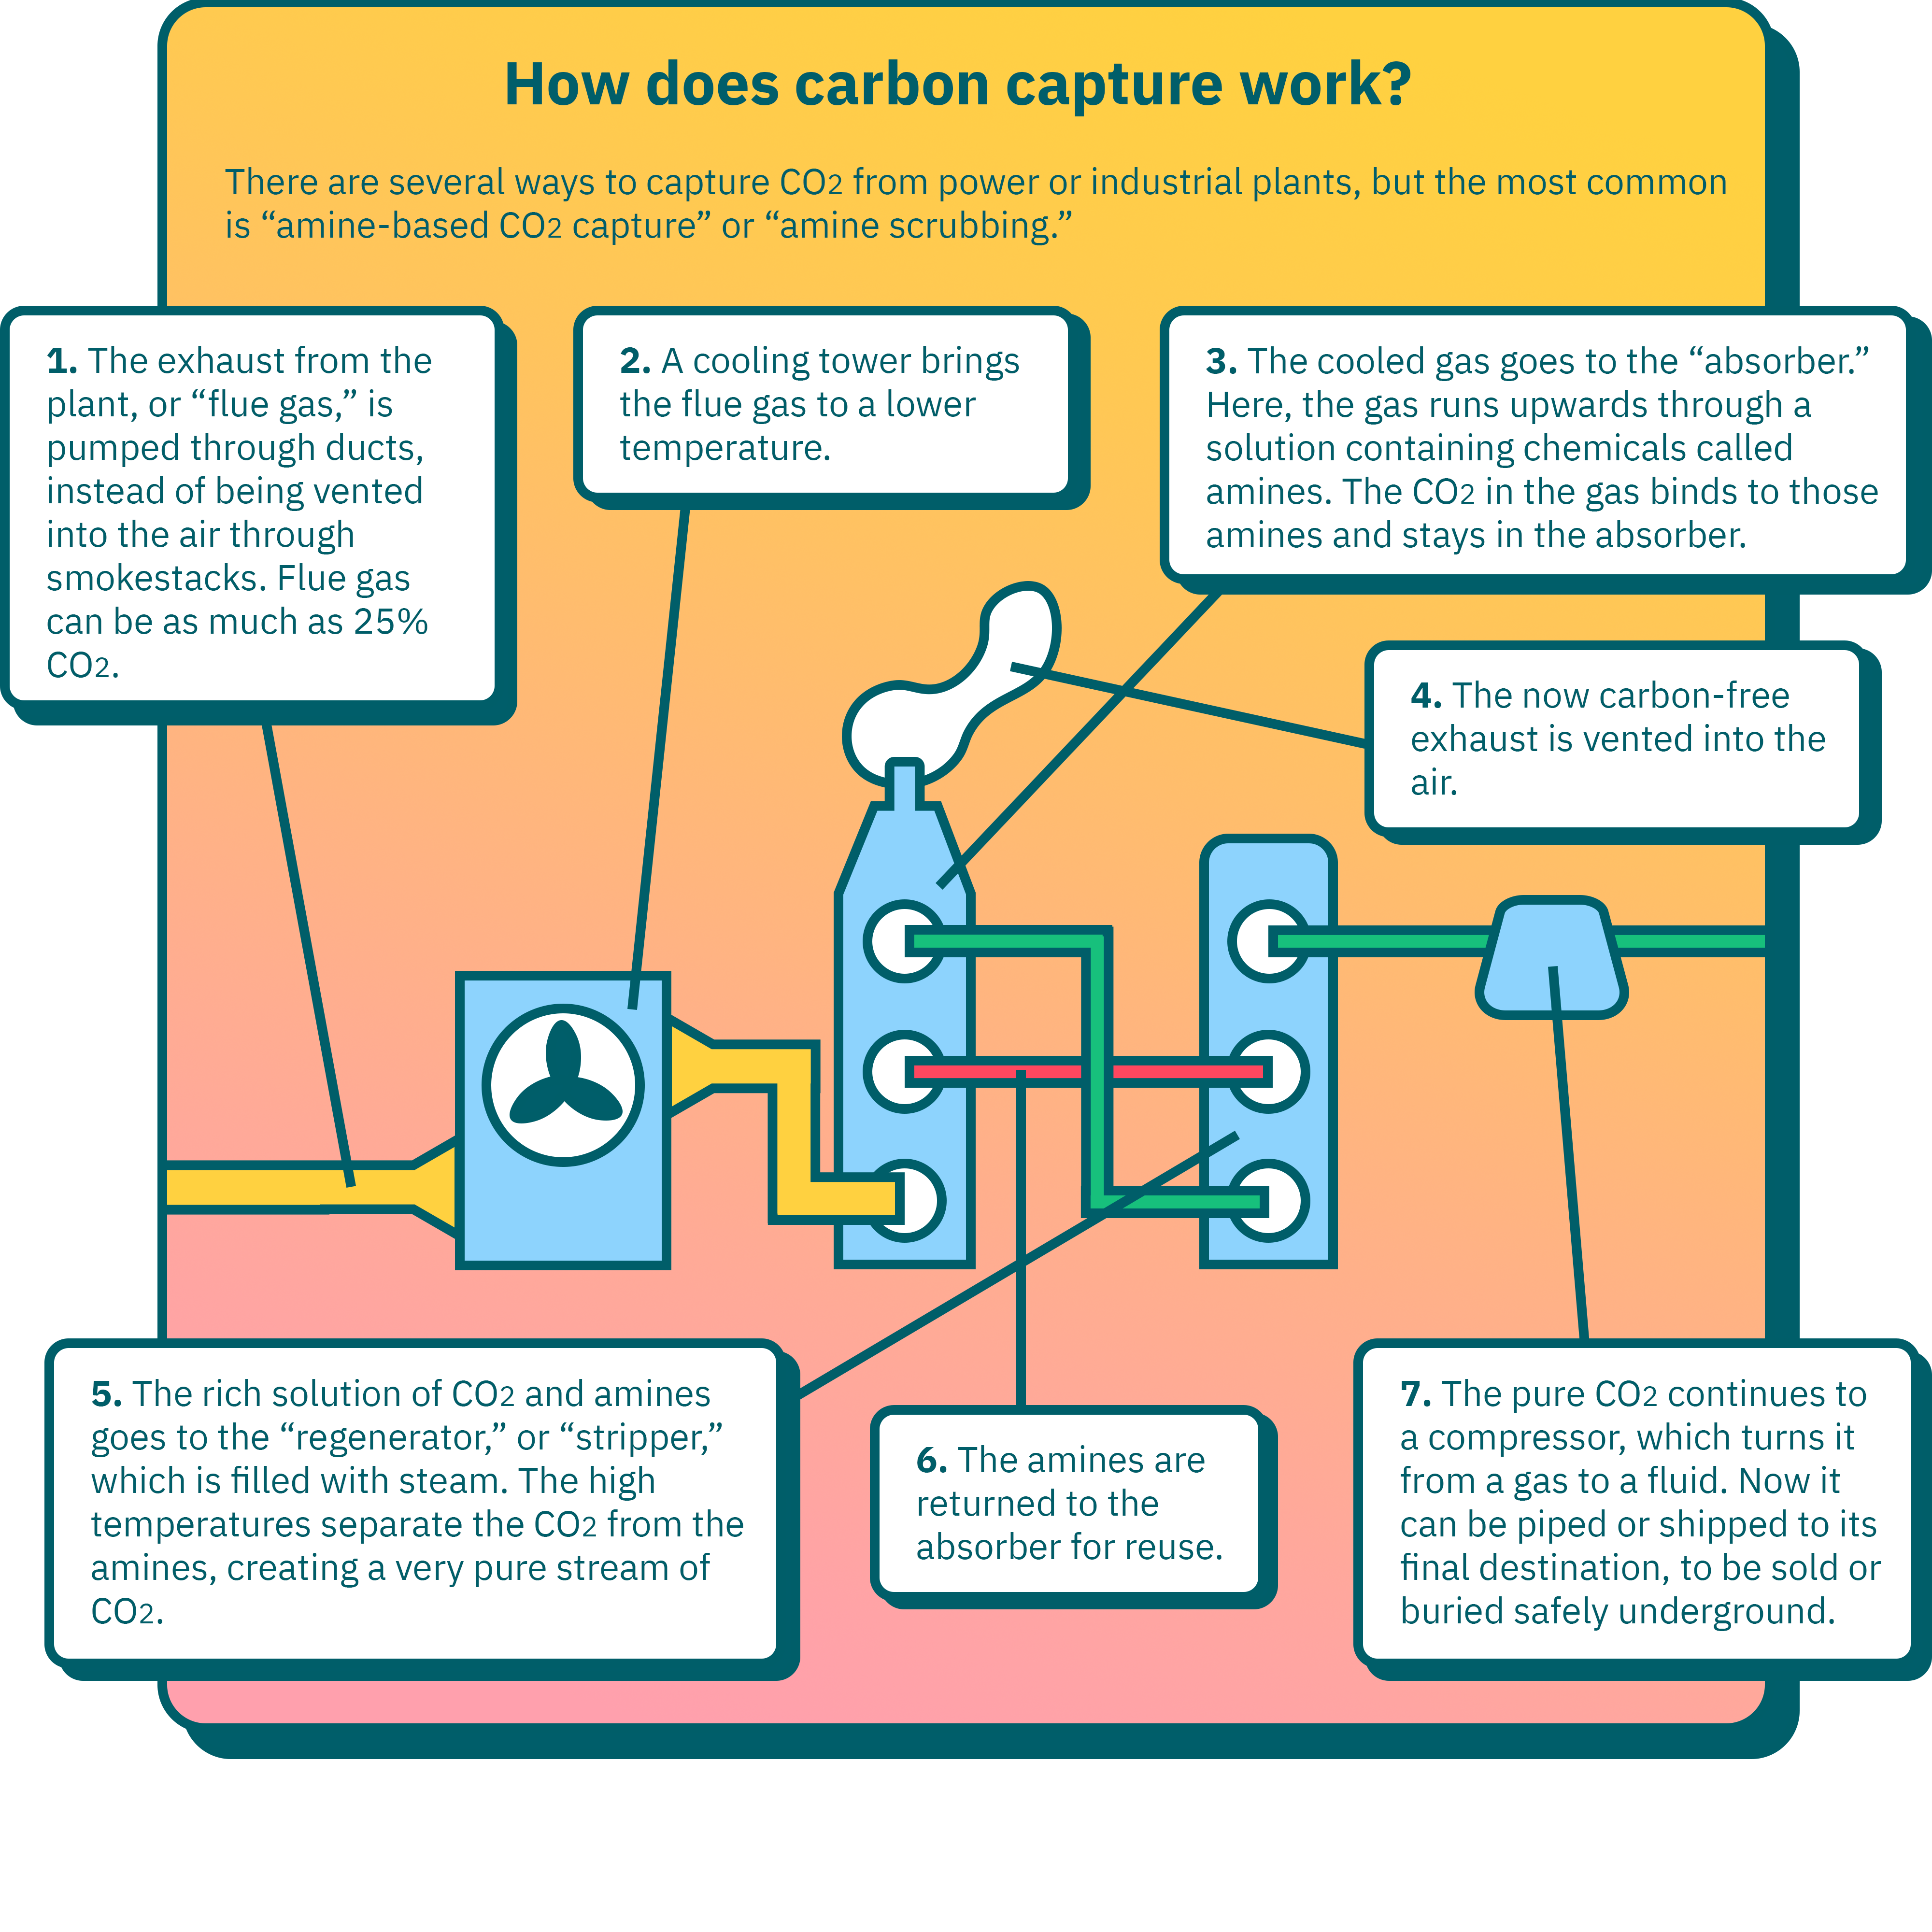 How does carbon capture work?
There are several ways to capture CO2 from power or industrial plants, but the most common
is “amine-based CO2 capture” or “amine scrubbing.”
1. The exhaust from the
plant, or “flue gas,” is
pumped through ducts,
instead of being vented
into the air through
smokestacks. Flue gas
can be as much as 25%
CO2.
2. A cooling tower brings
the flue gas to a lower
temperature.
3. The cooled gas goes to the “absorber.”
Here, the gas runs upwards through a
solution containing chemicals called
amines. The CO2 in the gas binds to those
amines and stays in the absorber.
4. The now carbon-free
exhaust is vented into the
air.
5. The rich solution of CO2 and amines
goes to the “regenerator,” or “stripper,”
which is filled with steam. The high
temperatures separate the CO2 from the
amines, creating a very pure stream of
CO2.
6. The amines are
returned to the
absorber for reuse.
7. The pure CO2 continues to
a compressor, which turns it
from a gas to a fluid. Now it
can be piped or shipped to its
final destination, to be sold or
buried safely underground.